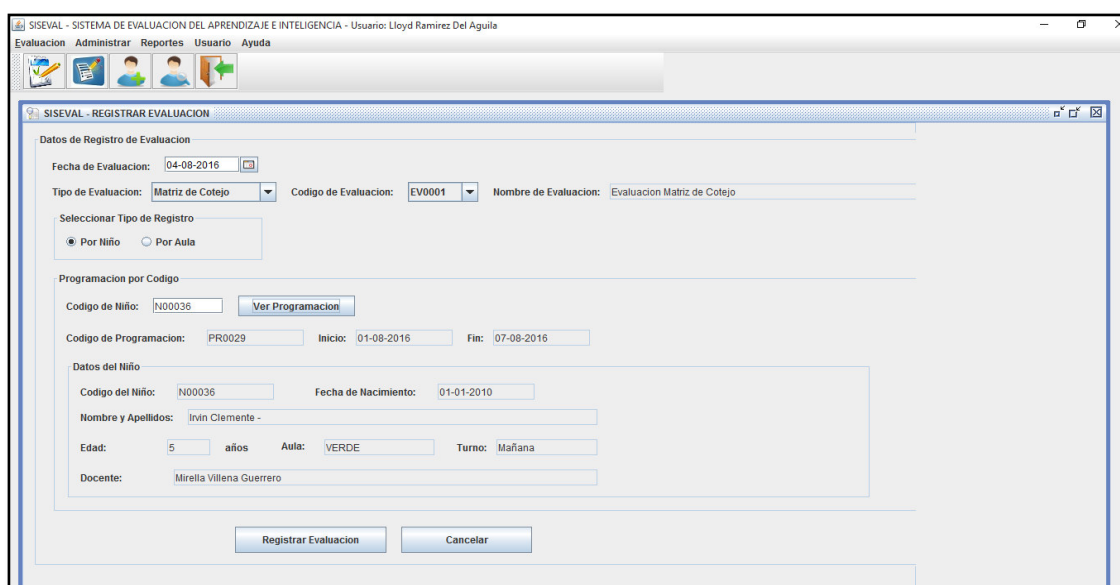 SISEVAL - SISTEMA DE EVALUACION DEL APRENDIZAJE E INTELIGENCIA - Usuario: Lloyd Ramirez Del Aguila
Evaluacion Administrar Reportes Usuario Ayuda
SISEVAL - REGISTRAR EVALUACION
Datos de Registro de Evaluacion
Fecha de Evaluacion: 04-08-2016
Tipo de Evaluacion: Matriz de Cotejo Codigo de Evaluacion: EV0001 Nombre de Evaluacion: Evaluacion Matriz de Cotejo
Seleccionar Tipo de Registro
Por Niño Por Aula
Programacion por Codigo
Codigo de Niño: N00036 Ver Programacion
Codigo de Programacion: PR0029 Inicio: 01-08-2016 Fin: 07-08-2016
Datos del Niño
Codigo del Niño: N00036 Fecha de Nacimiento: 01-01-2010
Nombre y Apellidos: Irvin Clemente -
Edad: 5 años Aula: VERDE Turno: Mañana
Docente: Mirella Villena Guerrero
Registrar Evaluacion Cancelar